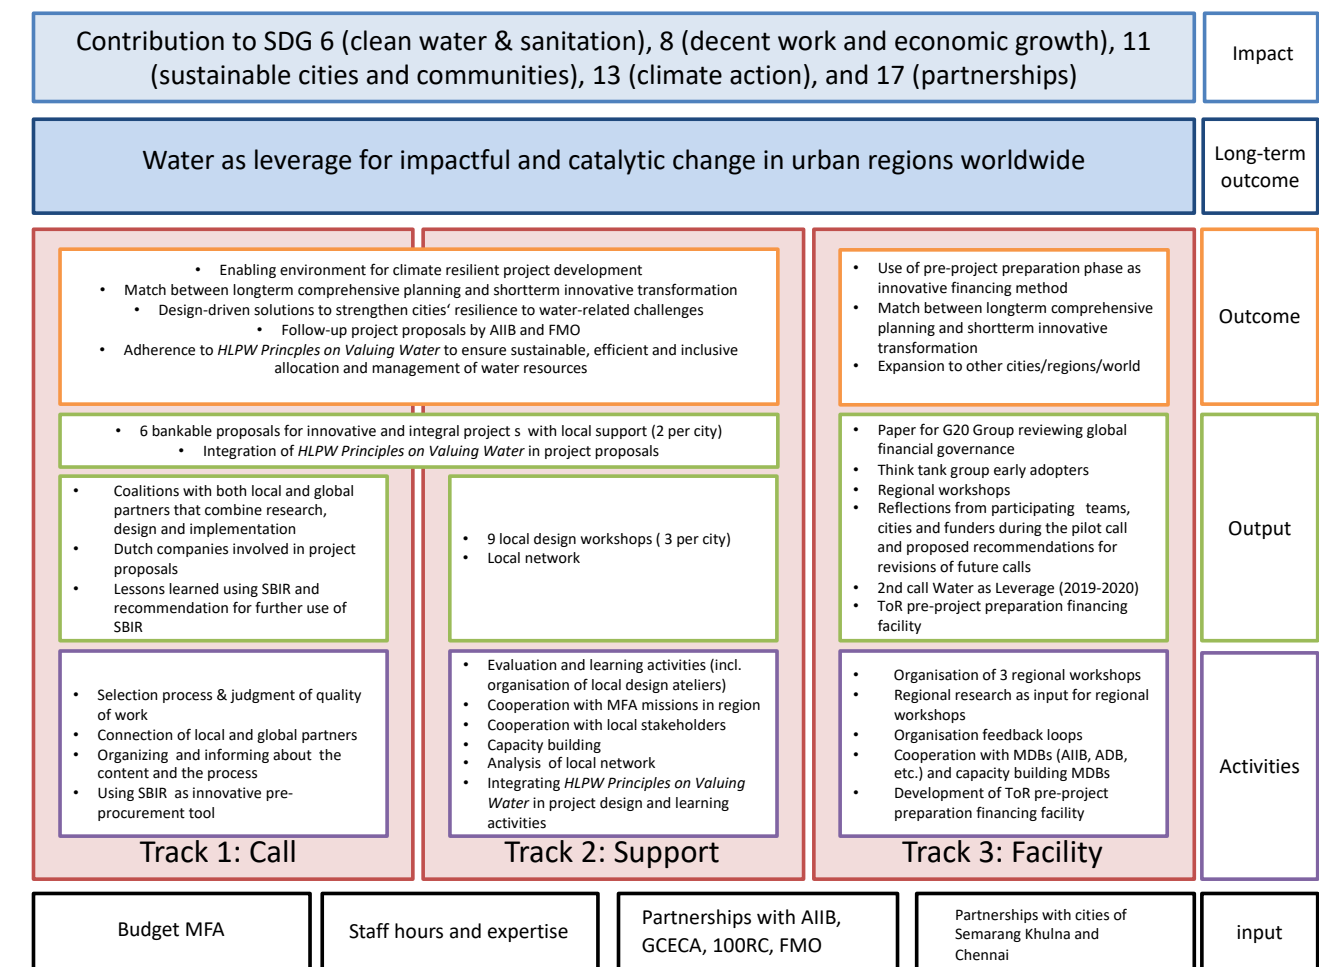 Contribution to SDG 6 (clean water & sanitation), 8 (decent work and economic growth), 11
(sustainable cities and communities), 13 (climate action), and 17 (partnerships)
Impact
Water as leverage for impactful and catalytic change in urban regions worldwide
Long-term
outcome
• Enabling environment for climate resilient project development
• Match between longterm comprehensive planning and shortterm innovative transformation
• Design-driven solutions to strengthen cities‘ resilience to water-related challenges
• Follow-up project proposals by AIIB and FMO
• Adherence to HLPW Princples on Valuing Water to ensure sustainable, efficient and inclusive
allocation and management of water resources
• Use of pre-project preparation phase as
innovative financing method
• Match between longterm comprehensive
planning and shortterm innovative
transformation
• Expansion to other cities/regions/world
Outcome
• 6 bankable proposals for innovative and integral project s with local support (2 per city)
• Integration of HLPW Principles on Valuing Water in project proposals
• Coalitions with both local and global
partners that combine research,
design and implementation
• Dutch companies involved in project
proposals
• Lessons learned using SBIR and
recommendation for further use of
SBIR
• 9 local design workshops ( 3 per city)
• Local network
• Paper for G20 Group reviewing global
financial governance
• Think tank group early adopters
• Regional workshops
• Reflections from participating teams,
cities and funders during the pilot call
and proposed recommendations for
revisions of future calls
• 2nd call Water as Leverage (2019-2020)
• ToR pre-project preparation financing
facility
Output
• Selection process & judgment of quality
of work
• Connection of local and global partners
• Organizing and informing about the
content and the process
• Using SBIR as innovative pre-
procurement tool
• Evaluation and learning activities (incl.
organisation of local design ateliers)
• Cooperation with MFA missions in region
• Cooperation with local stakeholders
• Capacity building
• Analysis of local network
• Integrating HLPW Principles on Valuing
Water in project design and learning
activities
• Organisation of 3 regional workshops
• Regional research as input for regional
workshops
• Organisation feedback loops
• Cooperation with MDBs (AIIB, ADB,
etc.) and capacity building MDBs
• Development of ToR pre-project
preparation financing facility
Activities
Track 1: Call
Track 2: Support
Track 3: Facility
Budget MFA
Staff hours and expertise
Partnerships with AIIB,
GCECA, 100RC, FMO
Partnerships with cities of
Semarang Khulna and
Chennai
input